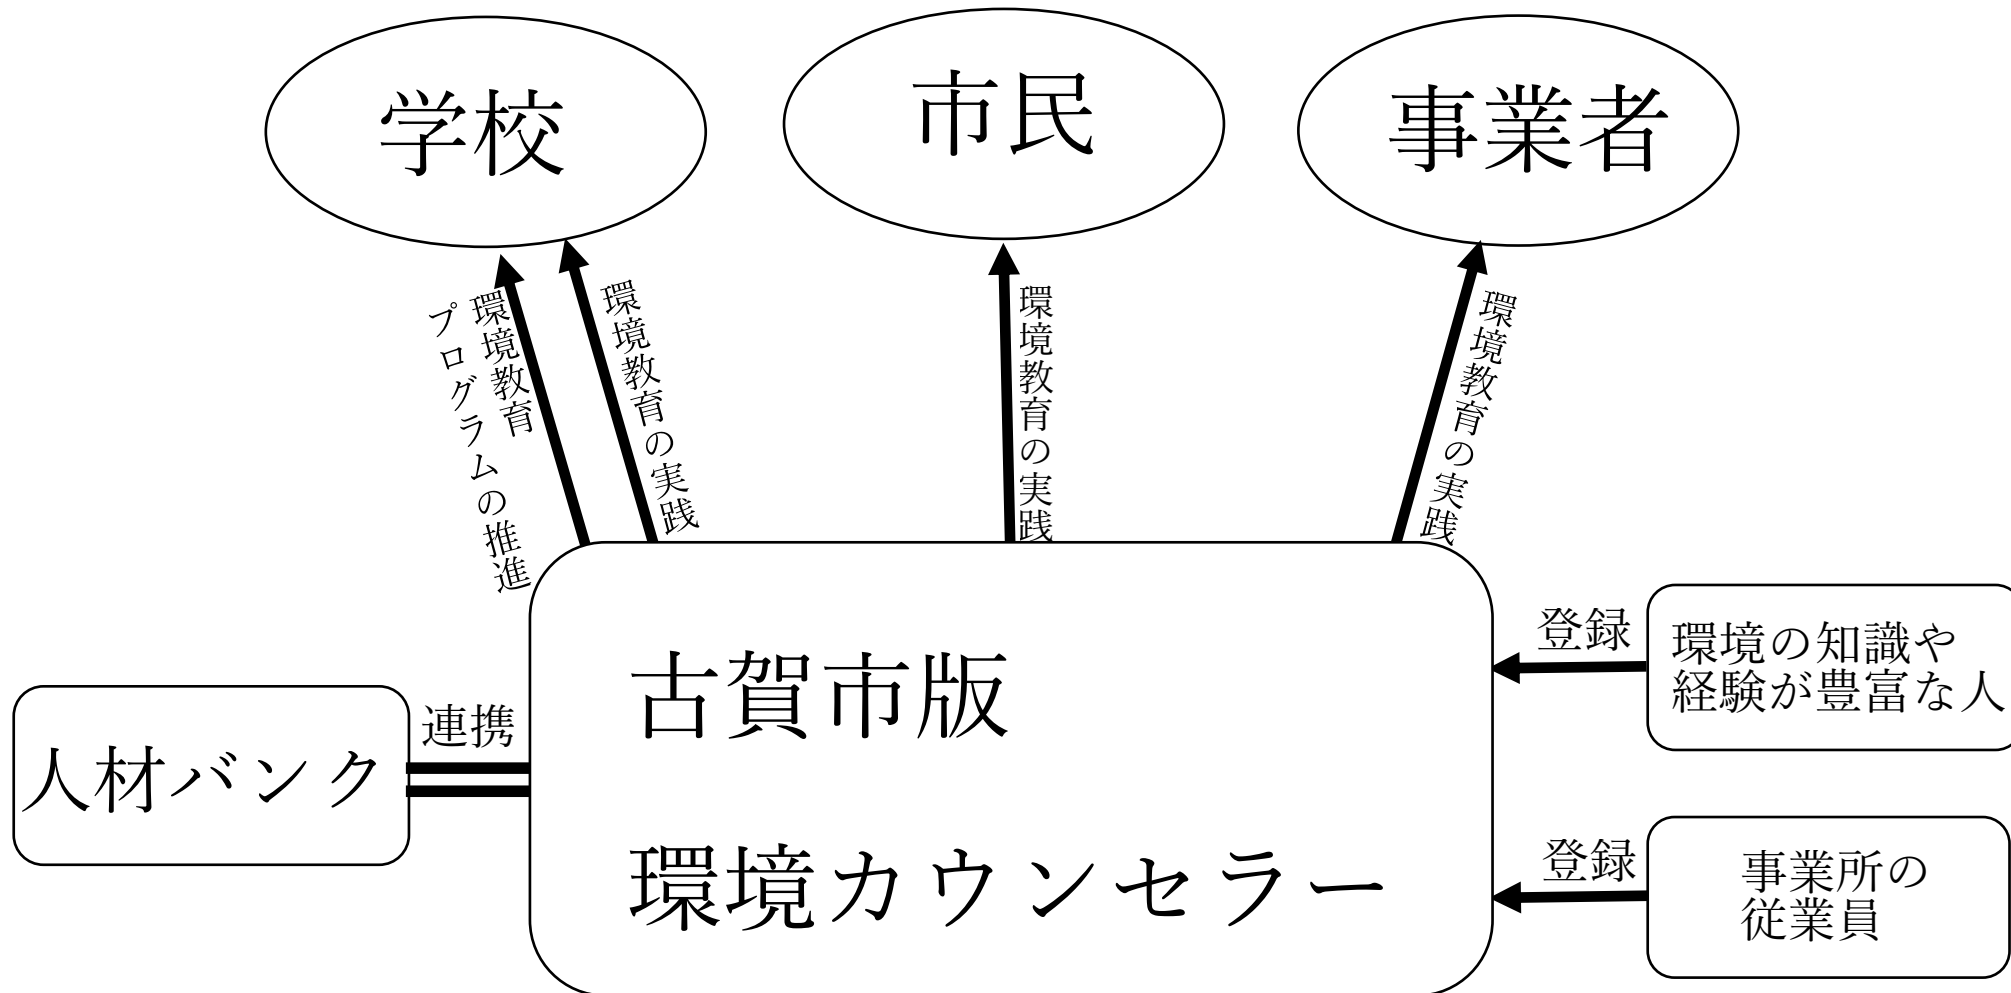 学校
市民
事業者
環境教育
プログラムの推進
環境教育の実践
環境教育の実践
環境教育の実践
古賀市版
環境カウンセラー
人材バンク
連携
登録
環境の知識や
経験が豊富な人
登録
事業所の
従業員